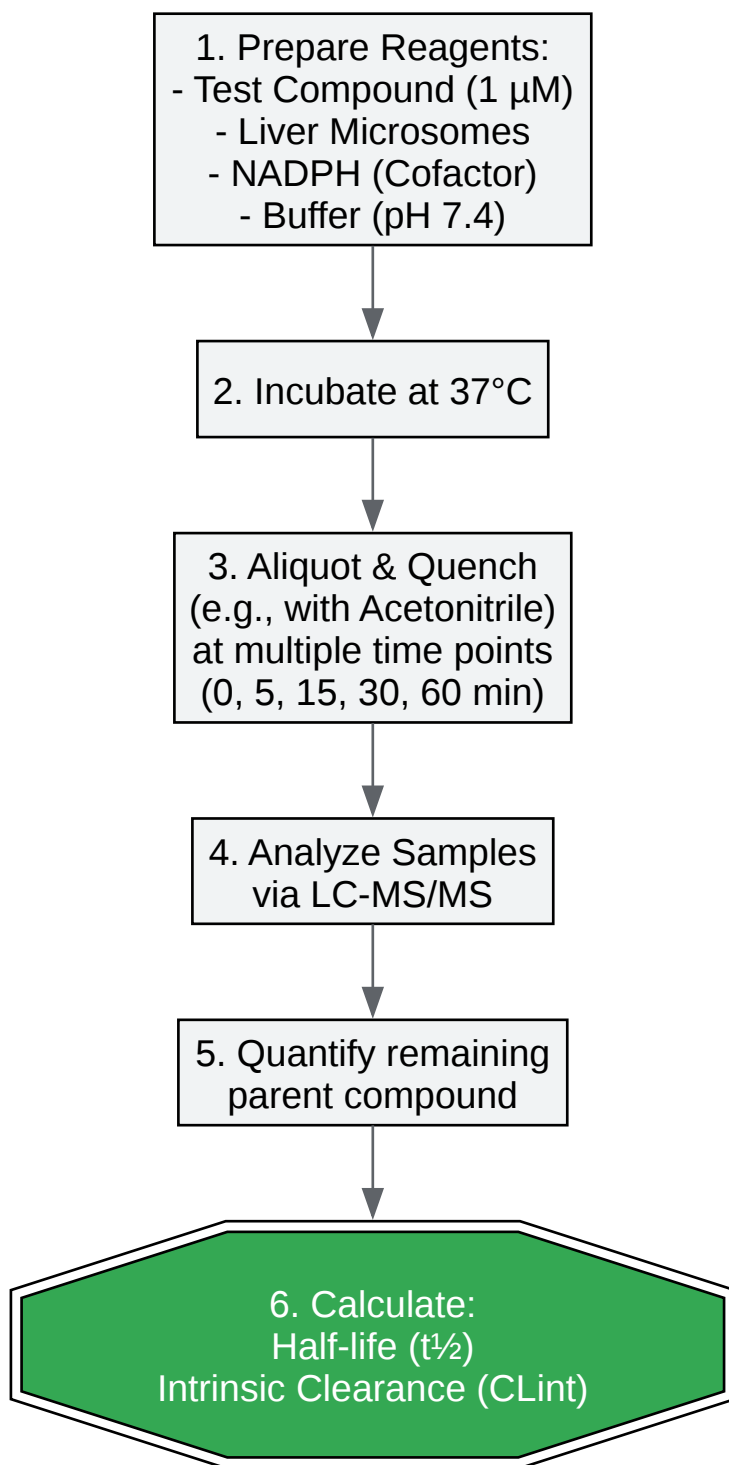 1. Prepare Reagents:
- Test Compound (1 µM)
- Liver Microsomes
- NADPH (Cofactor)
- Buffer (pH 7.4)
2. Incubate at 37°C
3. Aliquot & Quench
(e.g., with Acetonitrile)
at multiple time points
(0, 5, 15, 30, 60 min)
4. Analyze Samples
via LC-MS/MS
5. Quantify remaining
parent compound
6. Calculate:
Half-life (t½)
Intrinsic Clearance (CLint)